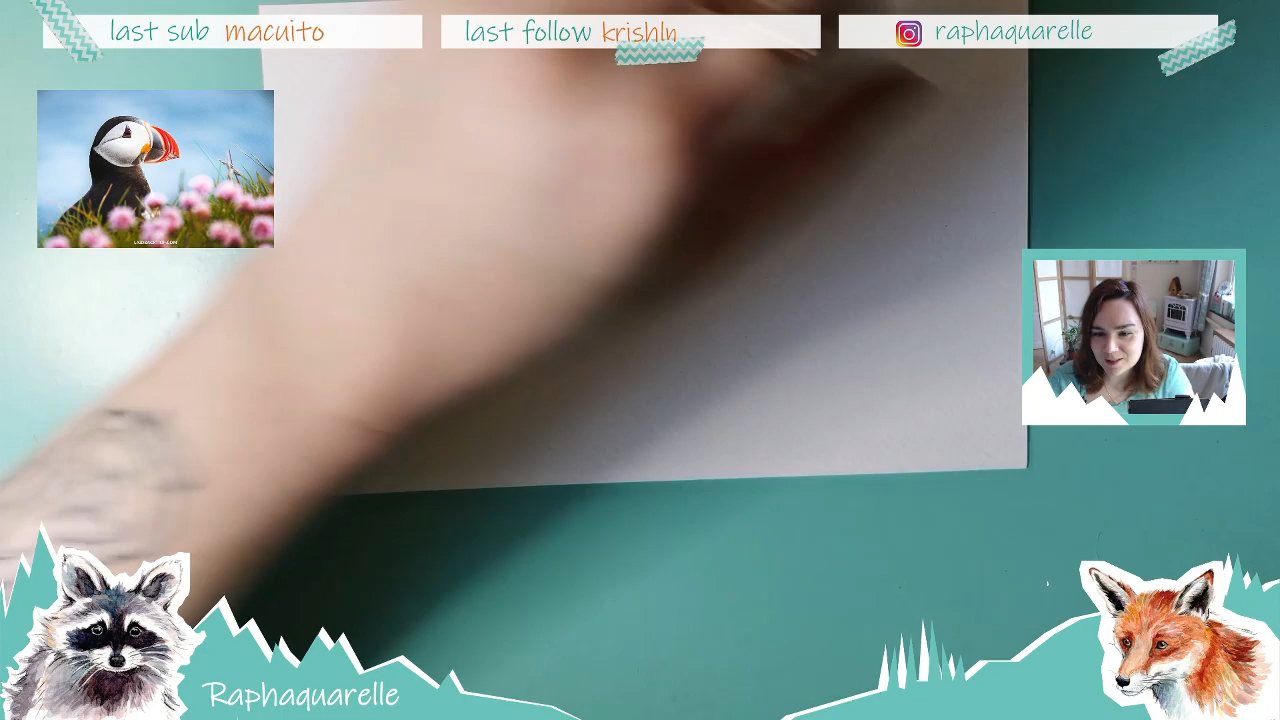 last sub macuito
last follow krishln
raphaquarelle
Raphaquarelle